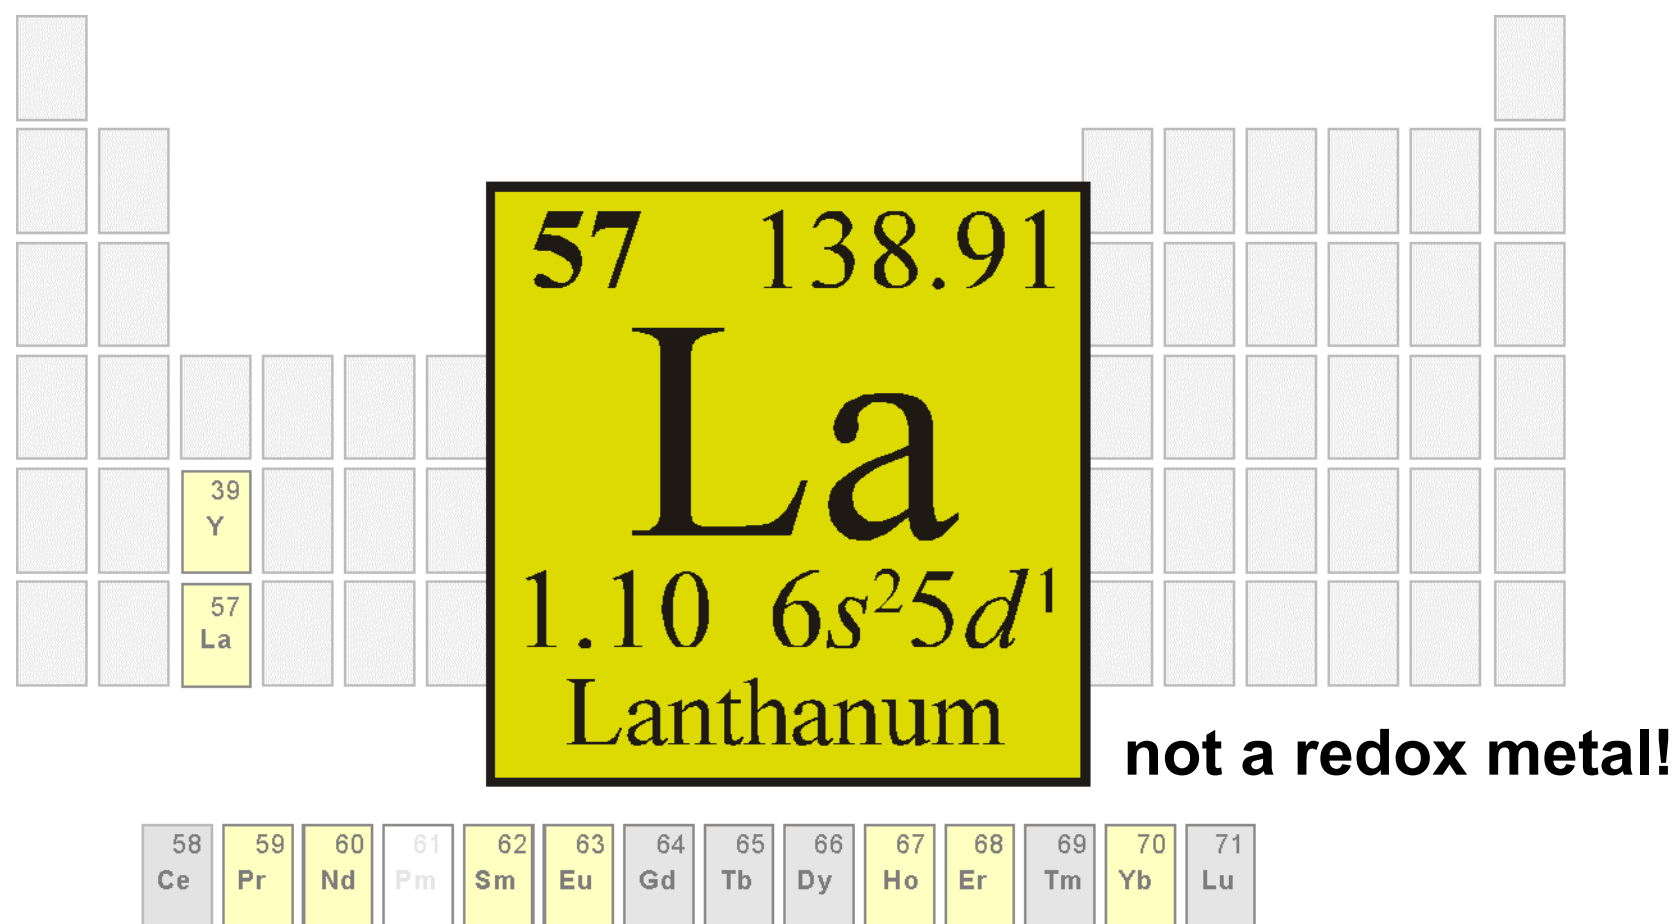 57 138.91
La
1.10 6s²5d¹
Lanthanum
39
Y
57
La
not a redox metal!
58 59 60 61 62 63 64 65 66 67 68 69 70 71
Ce Pr Nd Pm Sm Eu Gd Tb Dy Ho Er Tm Yb Lu